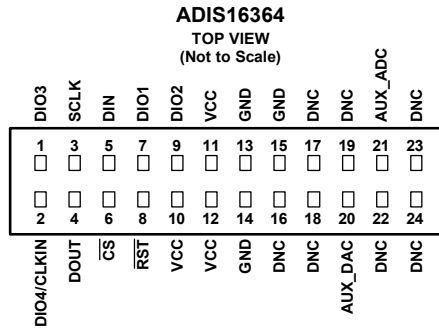 ADIS16364
TOP VIEW
(Not to Scale)
DIO3 SCLK DIN DIO1 DIO2 VCC GND GND DNC DNC AUX_ADC DNC
1 3 5 7 9 11 13 15 17 19 21 23
2 4 6 8 10 12 14 16 18 20 22 24
DIO4/CLKIN DOUT C̅S̅ R̅S̅T̅ VCC VCC GND DNC DNC AUX_DAC DNC DNC